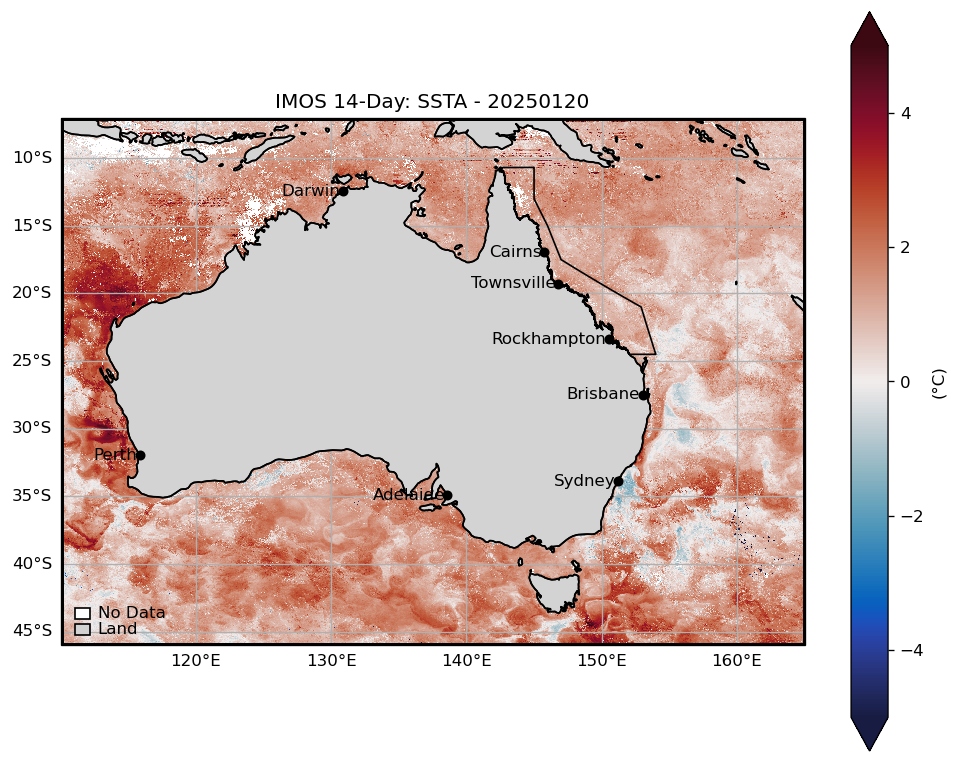 IMOS 14-Day: SSTA - 20250120
10°S
15°S
20°S
25°S
30°S
35°S
40°S
45°S
Darwin
Cairns
Townsville
Rockhampton
Brisbane
Perth
Sydney
Adelaide
No Data
Land
120°E
130°E
140°E
150°E
160°E
4
2
0
−2
−4
(°C)